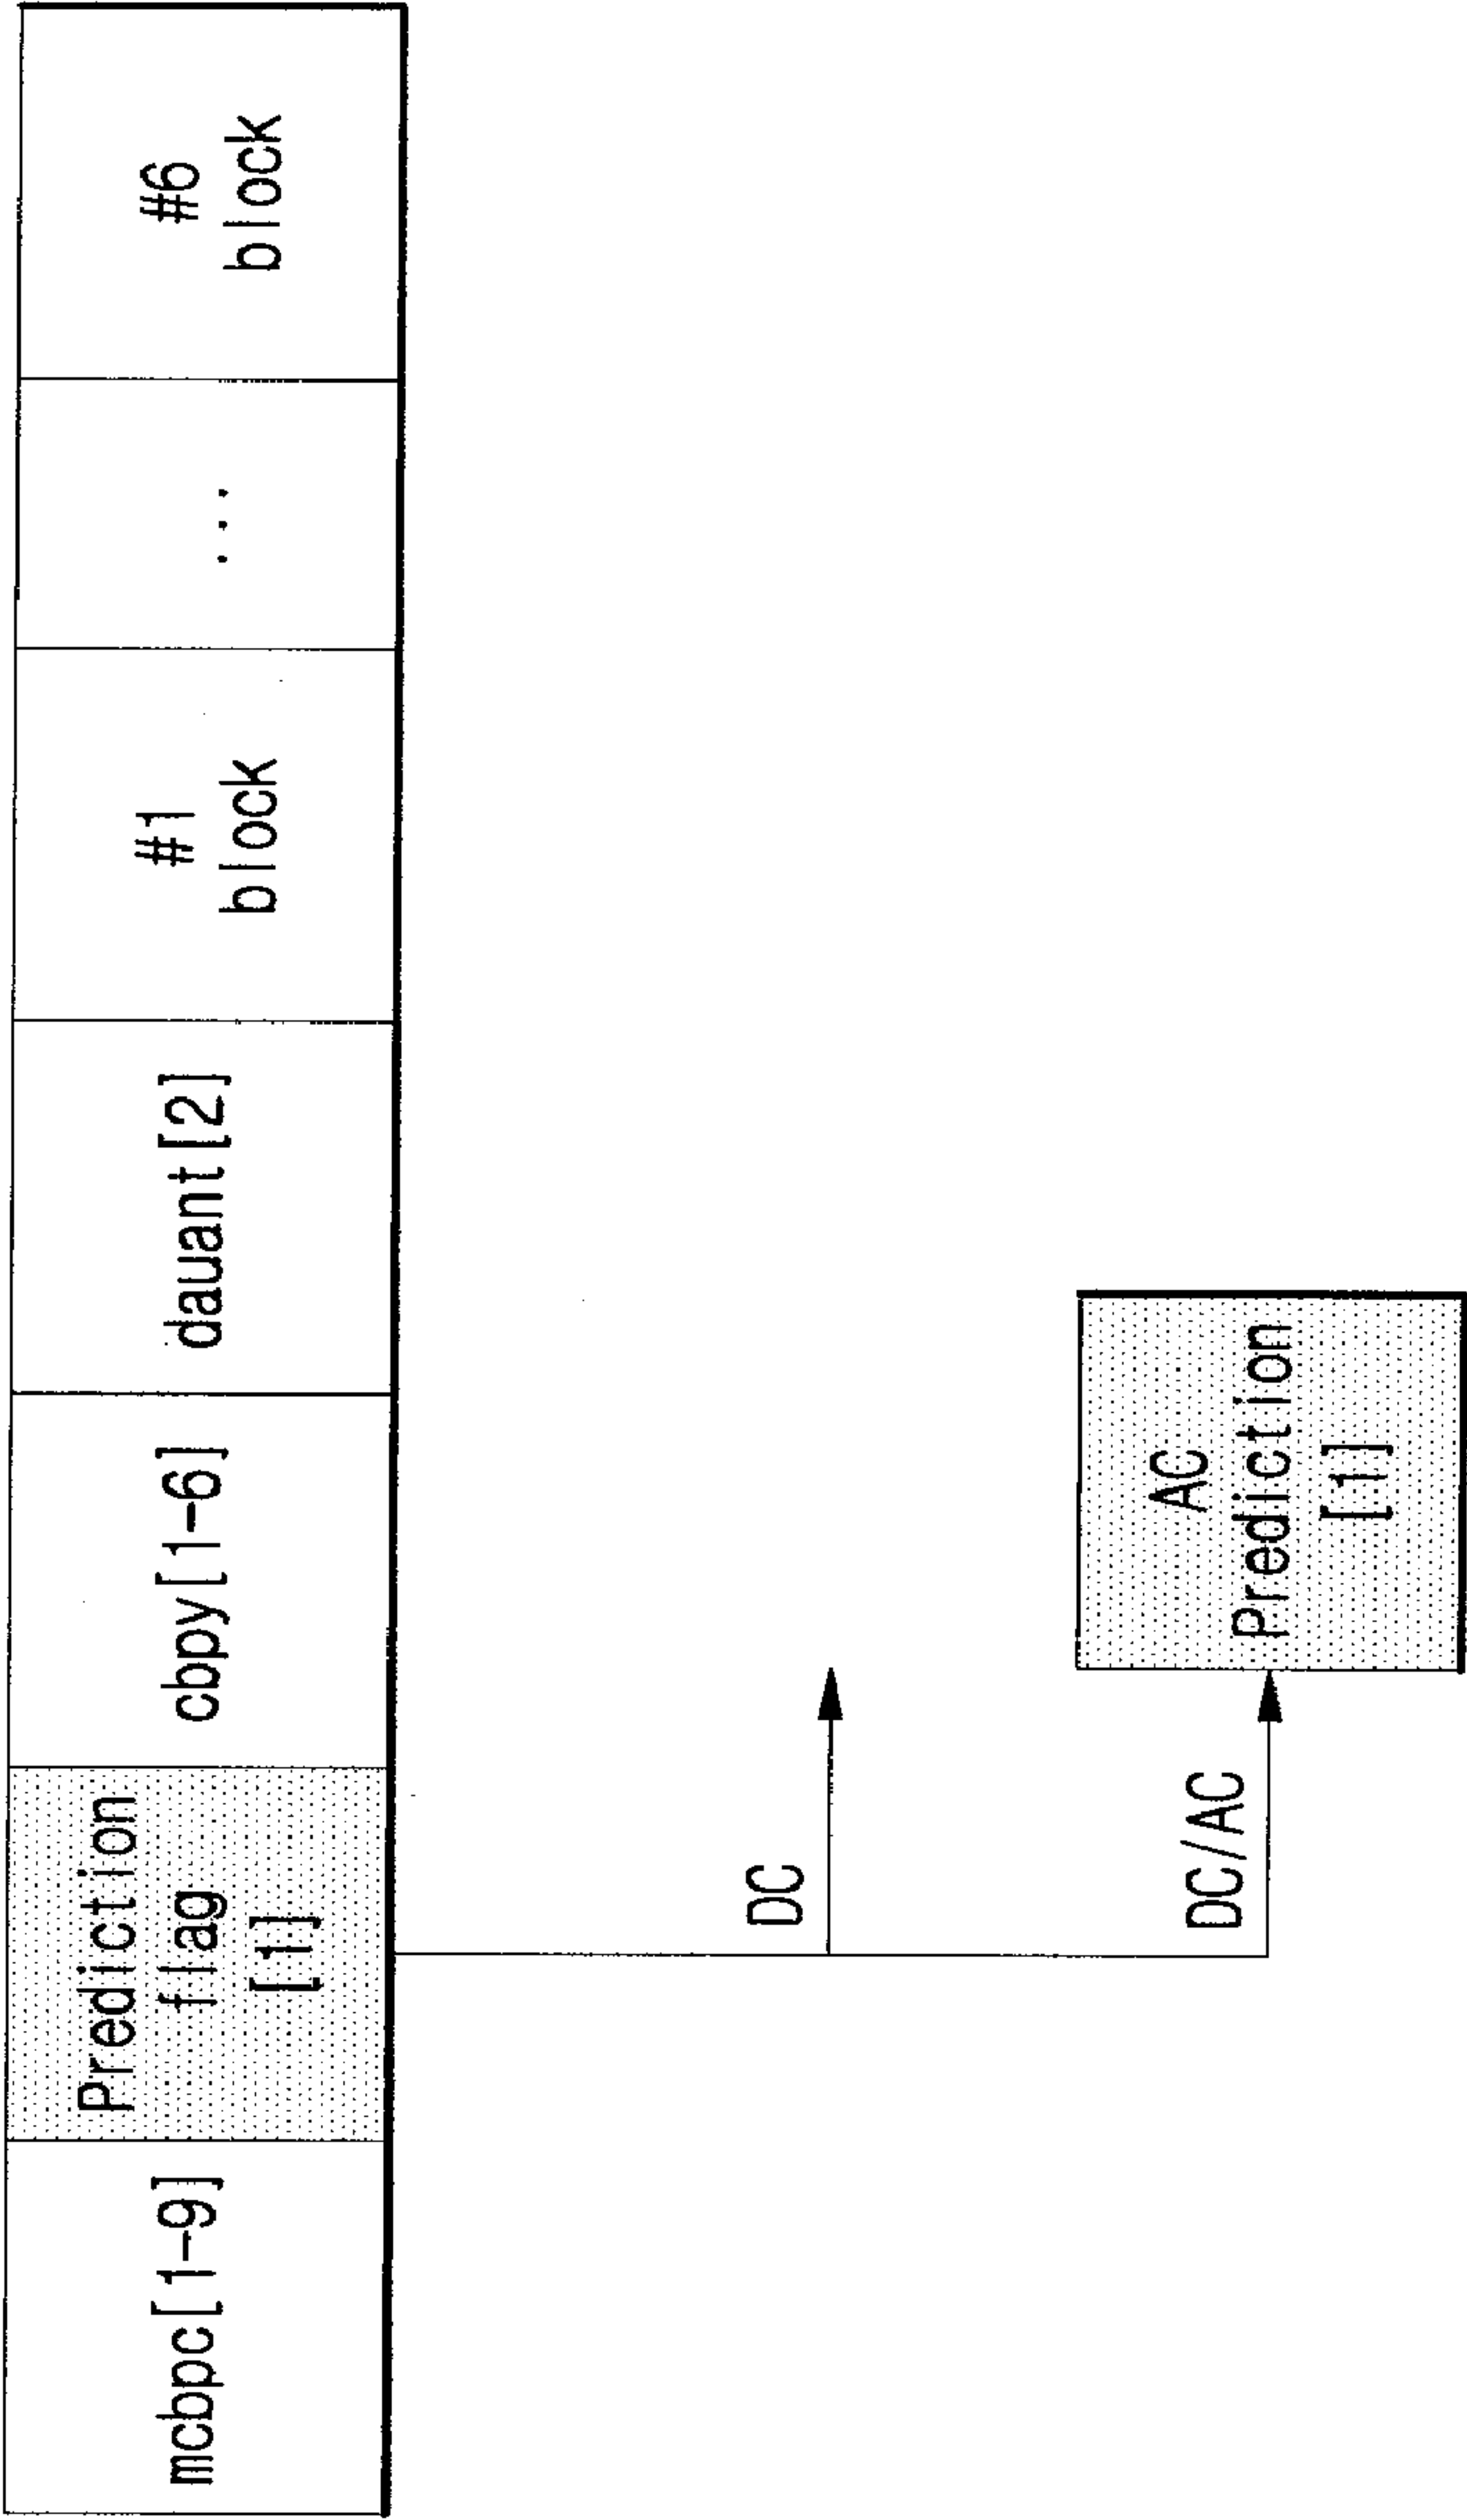 mcbpc[1-9]
Prediction
flag
[1]
cbpy[1-6]
dauant[2]
#1
block
...
#6
block
DC
DC/AC
AC
Prediction
[1]